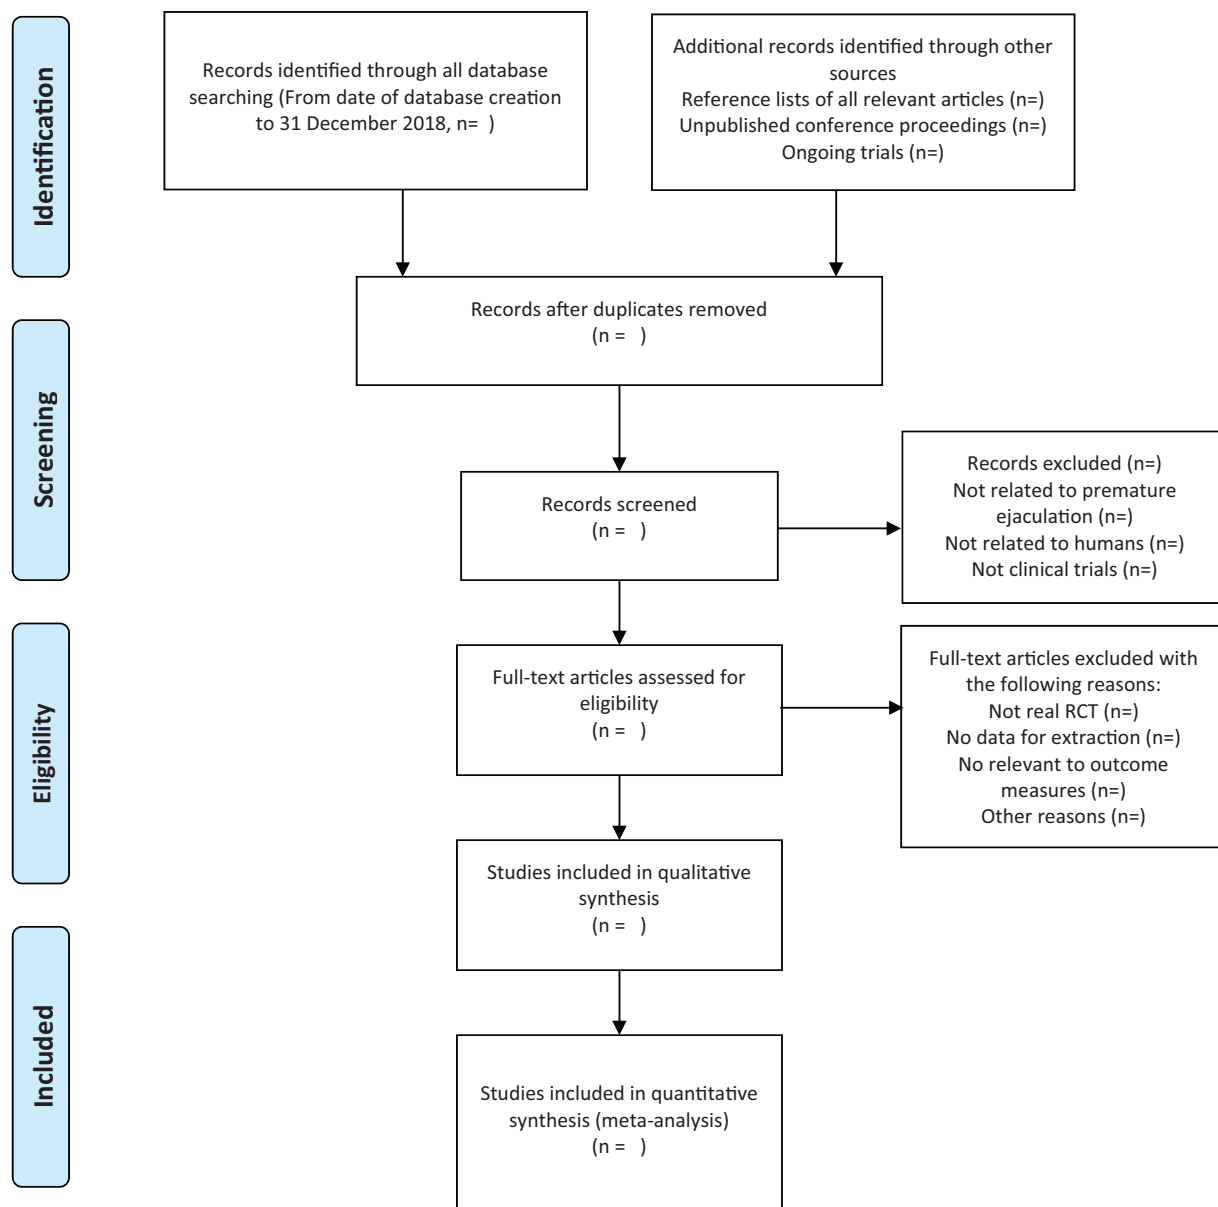 Identification
Records identified through all database
searching (From date of database creation
to 31 December 2018, n=  )
Additional records identified through other
sources
Reference lists of all relevant articles (n=)
Unpublished conference proceedings (n=)
Ongoing trials (n=)
Records after duplicates removed
(n =   )
Screening
Records screened
(n =   )
Records excluded (n=)
Not related to premature
ejaculation (n=)
Not related to humans (n=)
Not clinical trials (n=)
Eligibility
Full-text articles assessed for
eligibility
(n =   )
Full-text articles excluded with
the following reasons:
Not real RCT (n=)
No data for extraction (n=)
No relevant to outcome
measures (n=)
Other reasons (n=)
Studies included in qualitative
synthesis
(n =   )
Included
Studies included in quantitative
synthesis (meta-analysis)
(n =   )